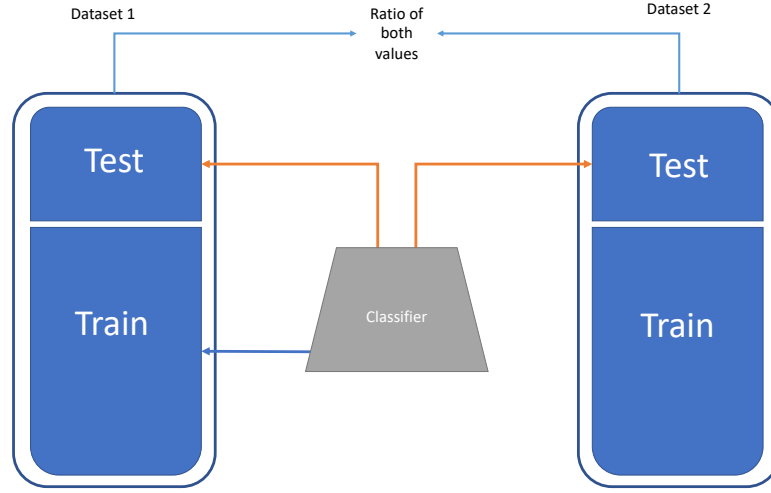 Dataset 1
Ratio of
both
values
Dataset 2
Test
Test
Classifier
Train
Train